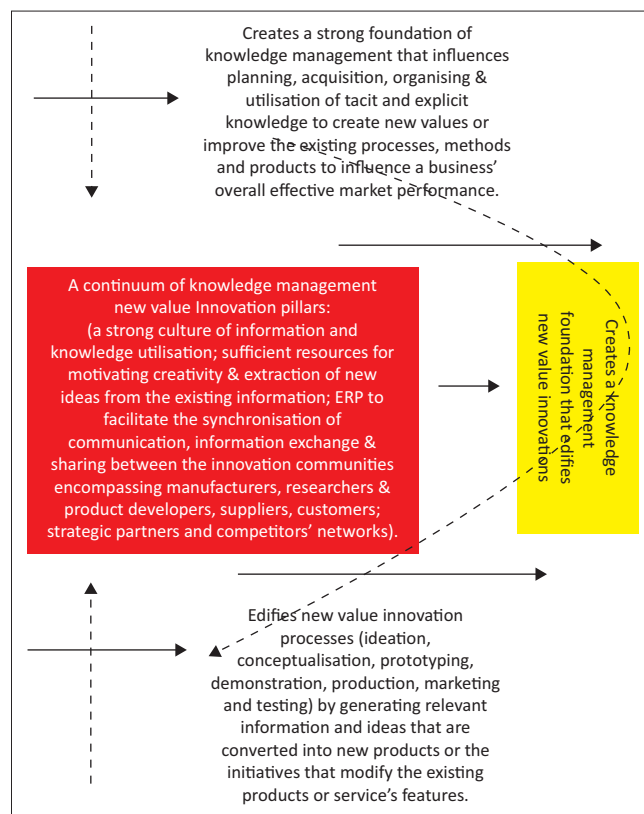 Creates a strong foundation of
knowledge management that influences
planning, acquisition, organising &
utilisation of tacit and explicit
knowledge to create new values or
improve the existing processes, methods
and products to influence a business'
overall effective market performance.
A continuum of knowledge management
new value Innovation pillars:
(a strong culture of information and
knowledge utilisation; sufficient resources for
motivating creativity & extraction of new
ideas from the existing information; ERP to
facilitate the synchronisation of
communication, information exchange &
sharing between the innovation communities
encompassing manufacturers, researchers &
product developers, suppliers, customers;
strategic partners and competitors' networks).
Creates a knowledge
management
foundation that edifies
new value innovations
Edifies new value innovation
processes (ideation,
conceptualisation, prototyping,
demonstration, production, marketing
and testing) by generating relevant
information and ideas that are
converted into new products or the
initiatives that modify the existing
products or service's features.